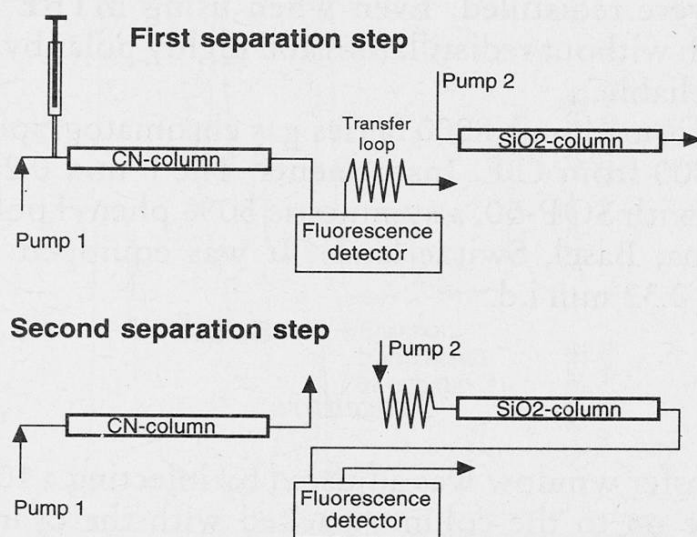 First separation step
Pump 2
Transfer
loop
CN-column
SiO2-column
Pump 1
Fluorescence
detector
Second separation step
Pump 2
CN-column
SiO2-column
Pump 1
Fluorescence
detector